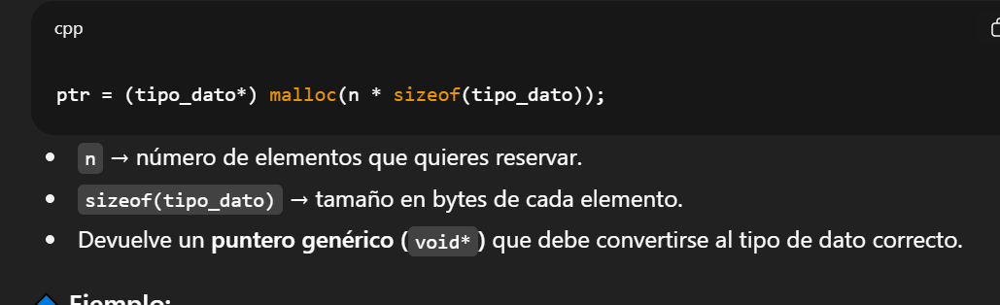 cpp
ptr = (tipo_dato*) malloc(n * sizeof(tipo_dato));
n → número de elementos que quieres reservar.
sizeof(tipo_dato) → tamaño en bytes de cada elemento.
Devuelve un puntero genérico (void*) que debe convertirse al tipo de dato correcto.
Ejemplo: